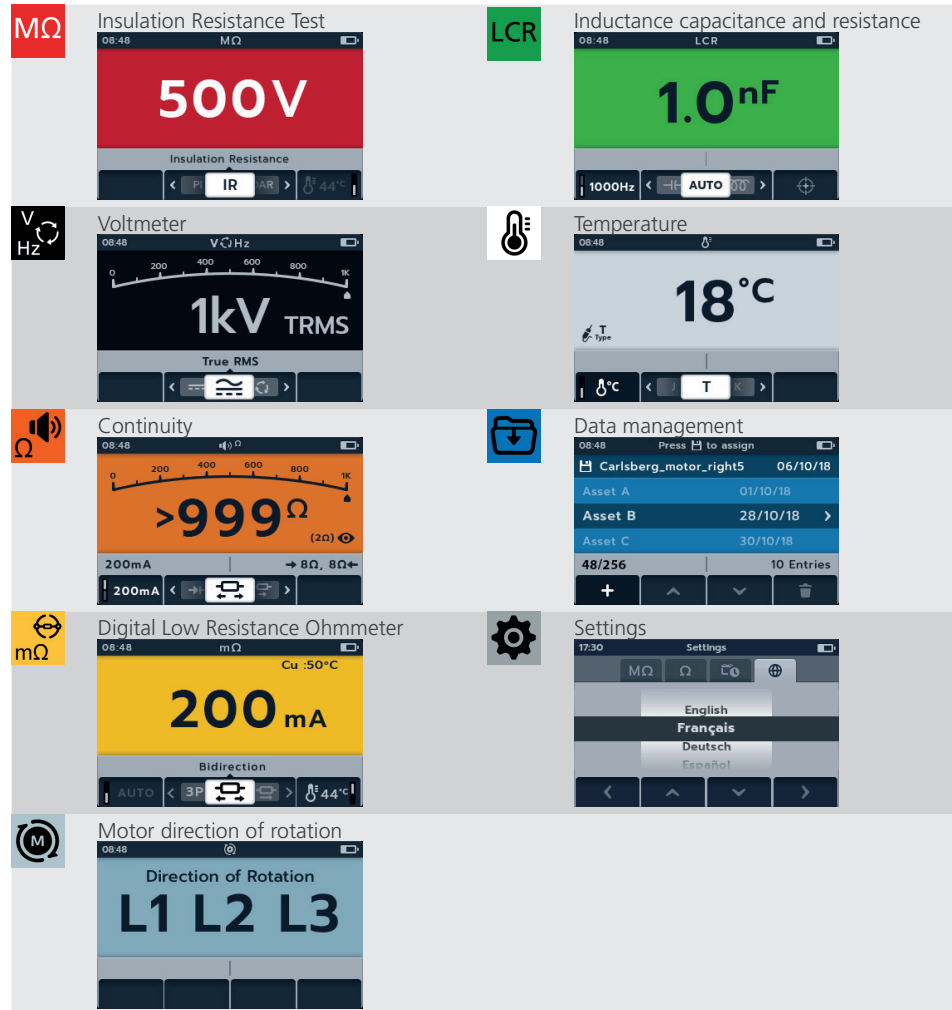 MΩ
Insulation Resistance Test
08:48 MΩ
500V
Insulation Resistance
< PI IR DAR > 44°C
LCR
Inductance capacitance and resistance
08:48 LCR
1.0nF
1000Hz < AUTO >
V
Hz
Voltmeter
08:48 V Hz
0 200 400 600 800 1K
1kV TRMS
True RMS
< >
Temperature
08:48
18°C
T
Type
°C < J T K >
Ω
Continuity
08:48 Ω
0 200 400 600 800 1K
>999Ω
(2Ω)
200mA → 8Ω, 8Ω←
200mA < >
Data management
08:48 Press to assign
Carlsberg_motor_right5 06/10/18
Asset A 01/10/18
Asset B 28/10/18 >
Asset C 30/10/18
48/256 10 Entries
+
mΩ
Digital Low Resistance Ohmmeter
08:48 mΩ
Cu :50°C
200 mA
Bidirection
AUTO < 3P > 44°C
Settings
17:30 Settings
MΩ Ω
English
Français
Deutsch
Español
< >
M
Motor direction of rotation
08:48
Direction of Rotation
L1 L2 L3